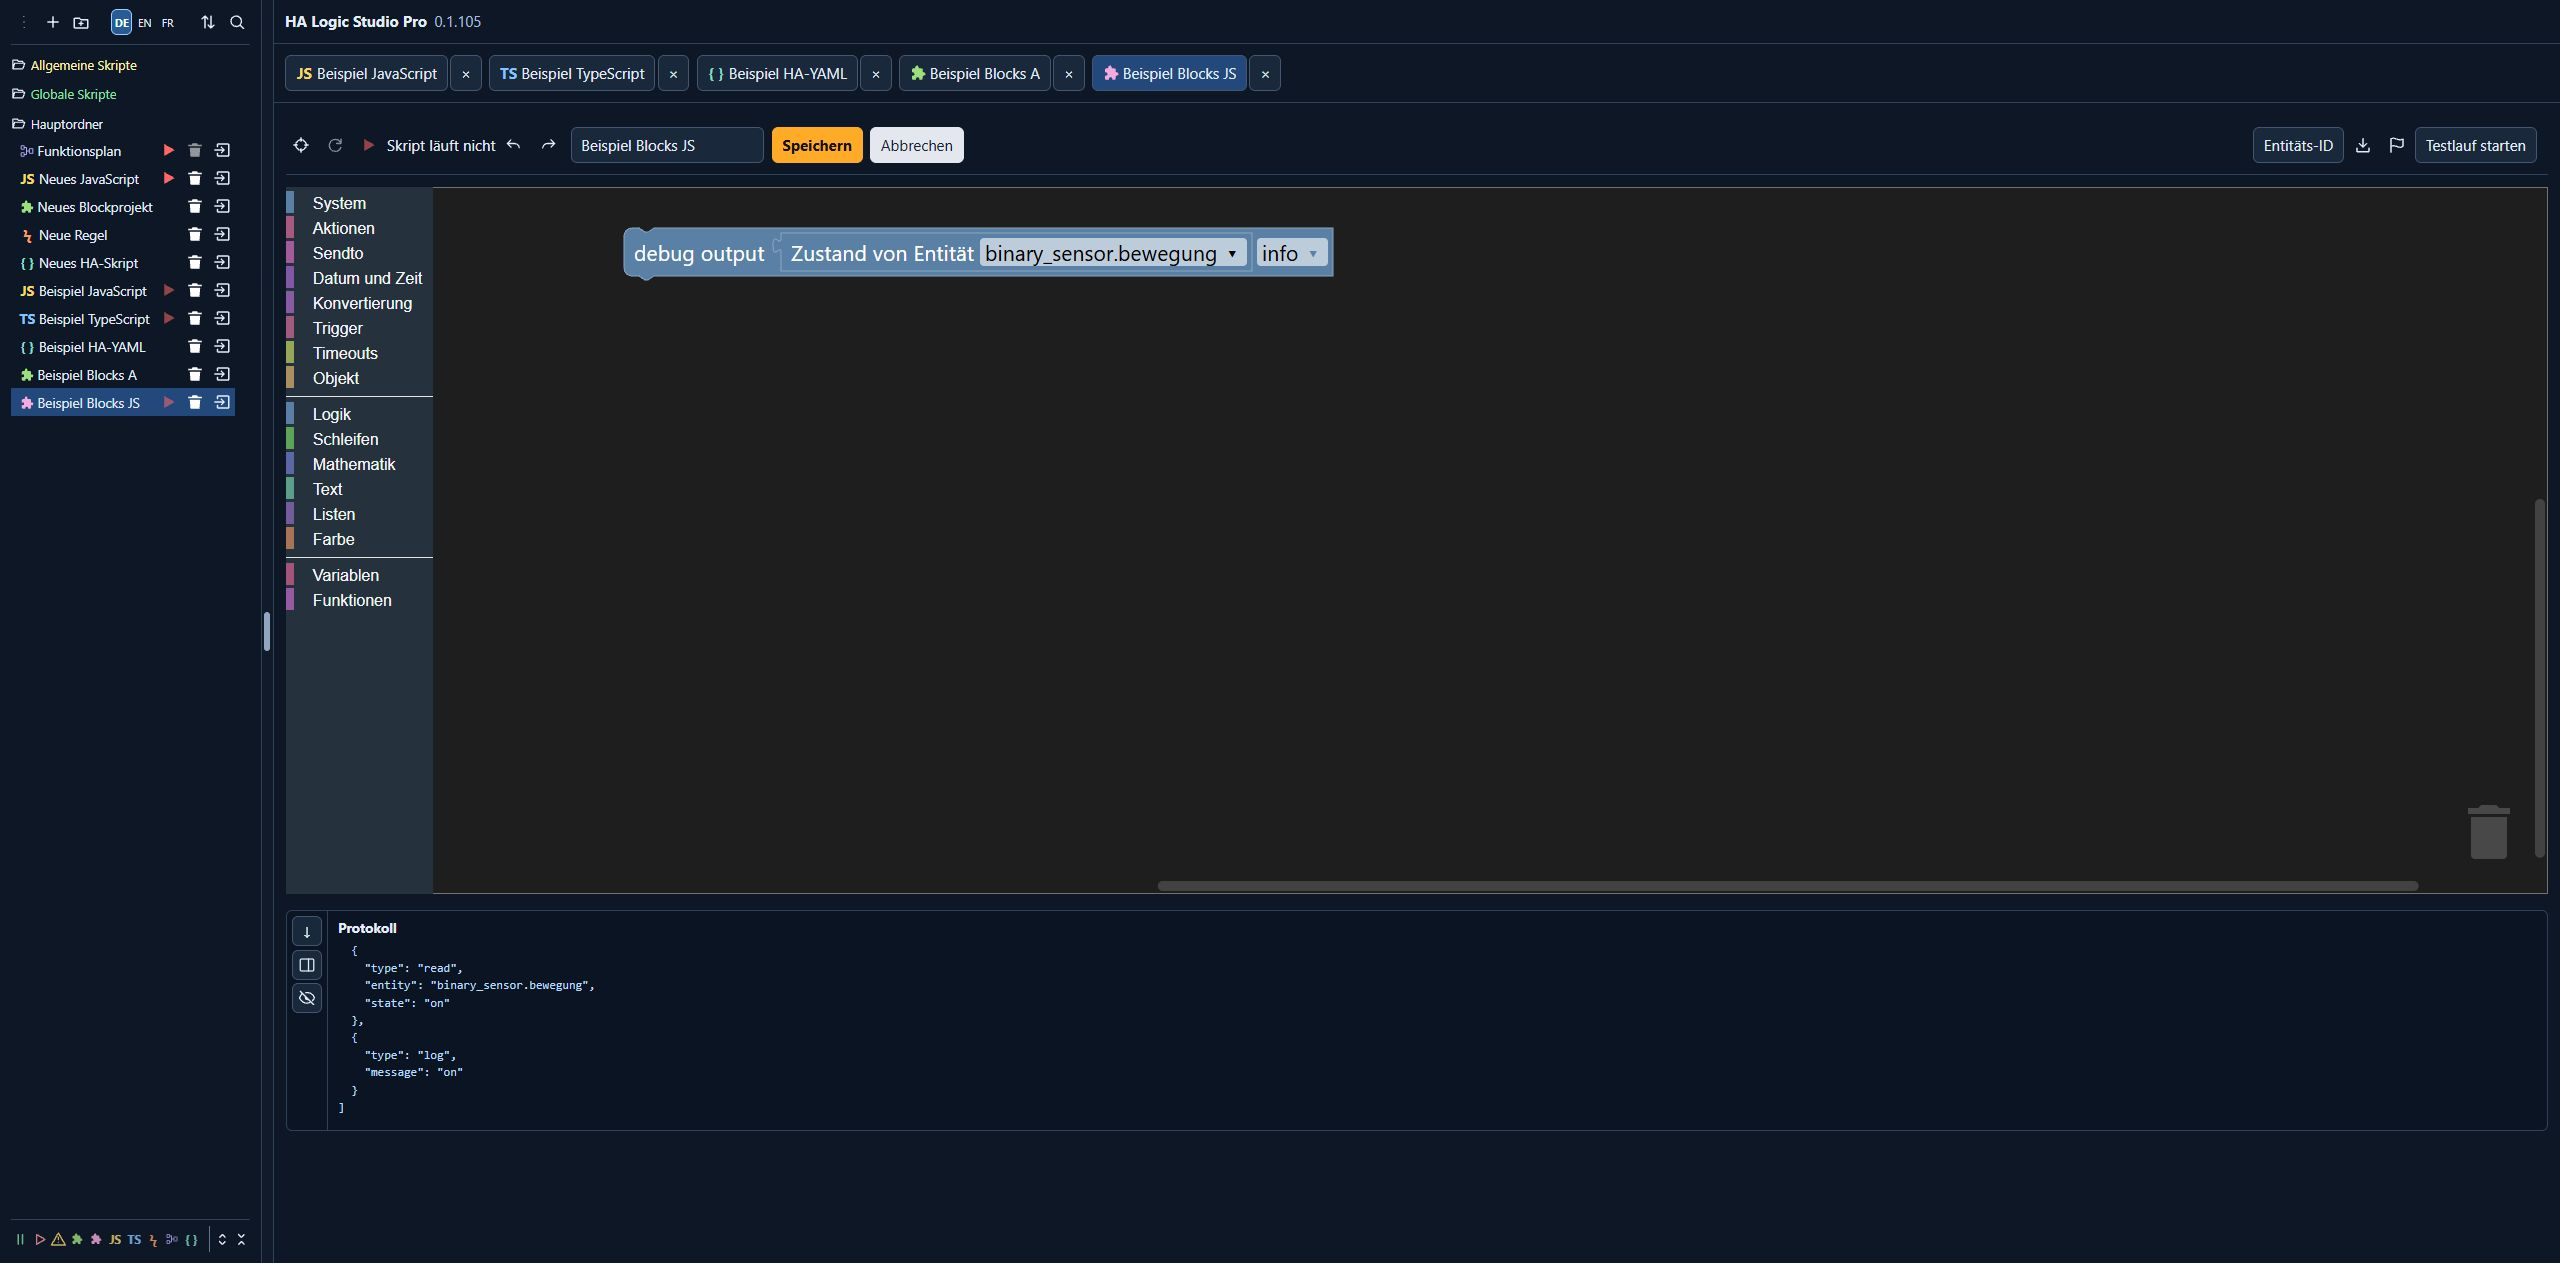 DE EN FR
HA Logic Studio Pro 0.1.105
Allgemeine Skripte
Globale Skripte
Hauptordner
Funktionsplan
JS Neues JavaScript
Neues Blockprojekt
Neue Regel
{ } Neues HA-Skript
JS Beispiel JavaScript
TS Beispiel TypeScript
{ } Beispiel HA-YAML
Beispiel Blocks A
Beispiel Blocks JS
JS TS { }
JS Beispiel JavaScript × TS Beispiel TypeScript × { } Beispiel HA-YAML × Beispiel Blocks A × Beispiel Blocks JS ×
Skript läuft nicht Beispiel Blocks JS Speichern Abbrechen Entitäts-ID Testlauf starten
System
Aktionen
Sendto
Datum und Zeit
Konvertierung
Trigger
Timeouts
Objekt
Logik
Schleifen
Mathematik
Text
Listen
Farbe
Variablen
Funktionen
debug output Zustand von Entität binary_sensor.bewegung ▾ info ▾
Protokoll
{
"type": "read",
"entity": "binary_sensor.bewegung",
"state": "on"
},
{
"type": "log",
"message": "on"
}
]